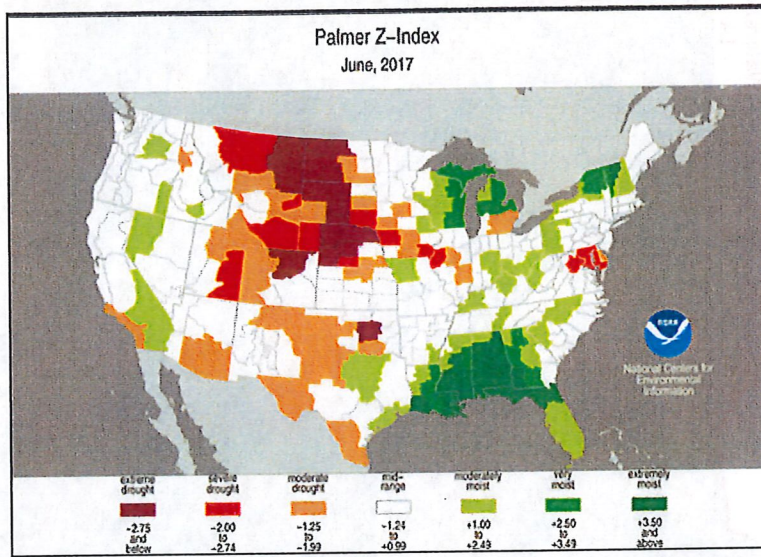 Palmer Z-Index
June, 2017
NOAA
National Centers for
Environmental
Information
extreme drought
severe drought
moderate drought
mid-range
moderately moist
very moist
extremely moist
-2.75 and below
-2.00 to -2.74
-1.25 to -1.99
-1.24 to +0.99
+1.00 to +2.49
+2.50 to +3.49
+3.50 and above